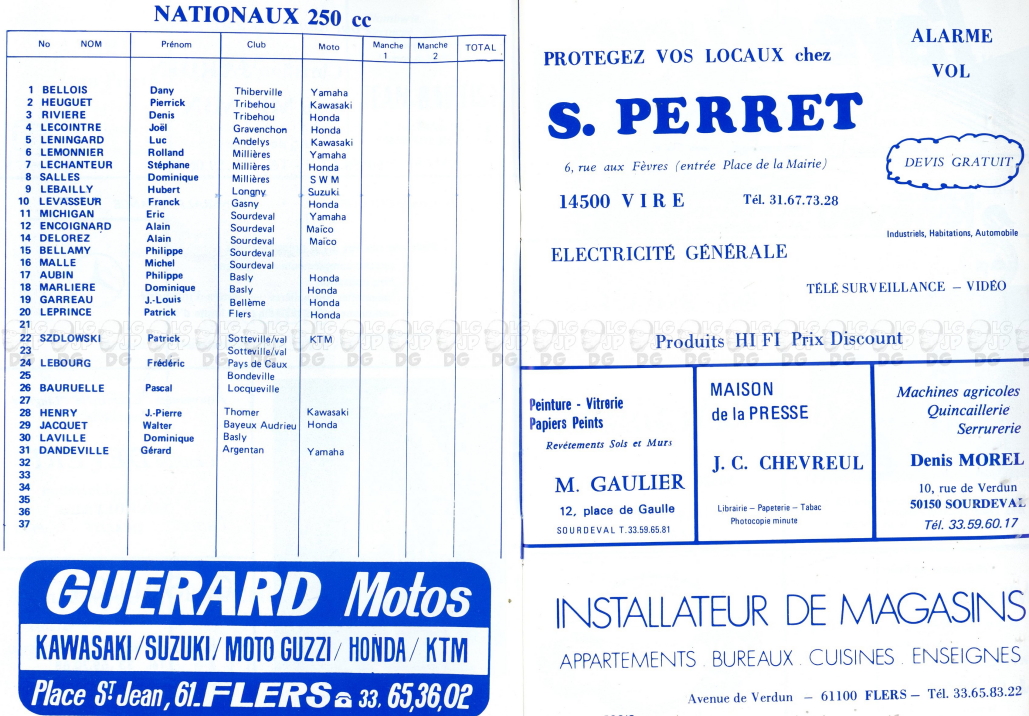 NATIONAUX 250 cc
No NOM Prénom Club Moto Manche 1 Manche 2 TOTAL
1 BELLOIS Dany Thiberville Yamaha
2 HEUGUET Pierrick Tribehou Kawasaki
3 RIVIERE Denis Tribehou Honda
4 LECOINTRE Joël Gravenchon Honda
5 LENINGARD Luc Andelys Kawasaki
6 LEMONNIER Rolland Millières Yamaha
7 LECHANTEUR Stéphane Millières Honda
8 SALLES Dominique Millières S W M
9 LEBAILLY Hubert Longny Suzuki
10 LEVASSEUR Franck Gasny Honda
11 MICHIGAN Eric Sourdeval Yamaha
12 ENCOIGNARD Alain Sourdeval Maïco
14 DELOREZ Alain Sourdeval Maïco
15 BELLAMY Philippe Sourdeval
16 MALLE Michel Sourdeval
17 AUBIN Philippe Basly Honda
18 MARLIERE Dominique Basly Honda
19 GARREAU J.-Louis Bellème Honda
20 LEPRINCE Patrick Flers Honda
21
22 SZDLOWSKI Patrick Sotteville/val KTM
23 Sotteville/val
24 LEBOURG Frédéric Pays de Caux
25 Bondeville
26 BAURUELLE Pascal Locqueville
27
28 HENRY J.-Pierre Thomer Kawasaki
29 JACQUET Walter Bayeux Audrieu Honda
30 LAVILLE Dominique Basly
31 DANDEVILLE Gérard Argentan Yamaha
32
33
34
35
36
37
GUERARD Motos
KAWASAKI / SUZUKI / MOTO GUZZI / HONDA / KTM
Place St Jean, 61_ FLERS ☎ 33. 65,36,02
ALARME
VOL
PROTEGEZ VOS LOCAUX chez
S. PERRET
6, rue aux Fèvres (entrée Place de la Mairie)
DEVIS GRATUIT
14500 VIRE Tél. 31.67.73.28
Industriels, Habitations, Automobile
ELECTRICITÉ GÉNÉRALE
TÉLÉ SURVEILLANCE – VIDÉO
Produits HI FI Prix Discount
Peinture - Vitrerie
Papiers Peints
Revétements Sols et Murs
M. GAULIER
12, place de Gaulle
SOURDEVAL T.33.59.65.81
MAISON
de la PRESSE
J. C. CHEVREUL
Librairie – Papeterie – Tabac
Photocopie minute
Machines agricoles
Quincaillerie
Serrurerie
Denis MOREL
10, rue de Verdun
50150 SOURDEVAL
Tél. 33.59.60.17
INSTALLATEUR DE MAGASINS
APPARTEMENTS . BUREAUX . CUISINES . ENSEIGNES
Avenue de Verdun – 61100 FLERS – Tél. 33.65.83.22